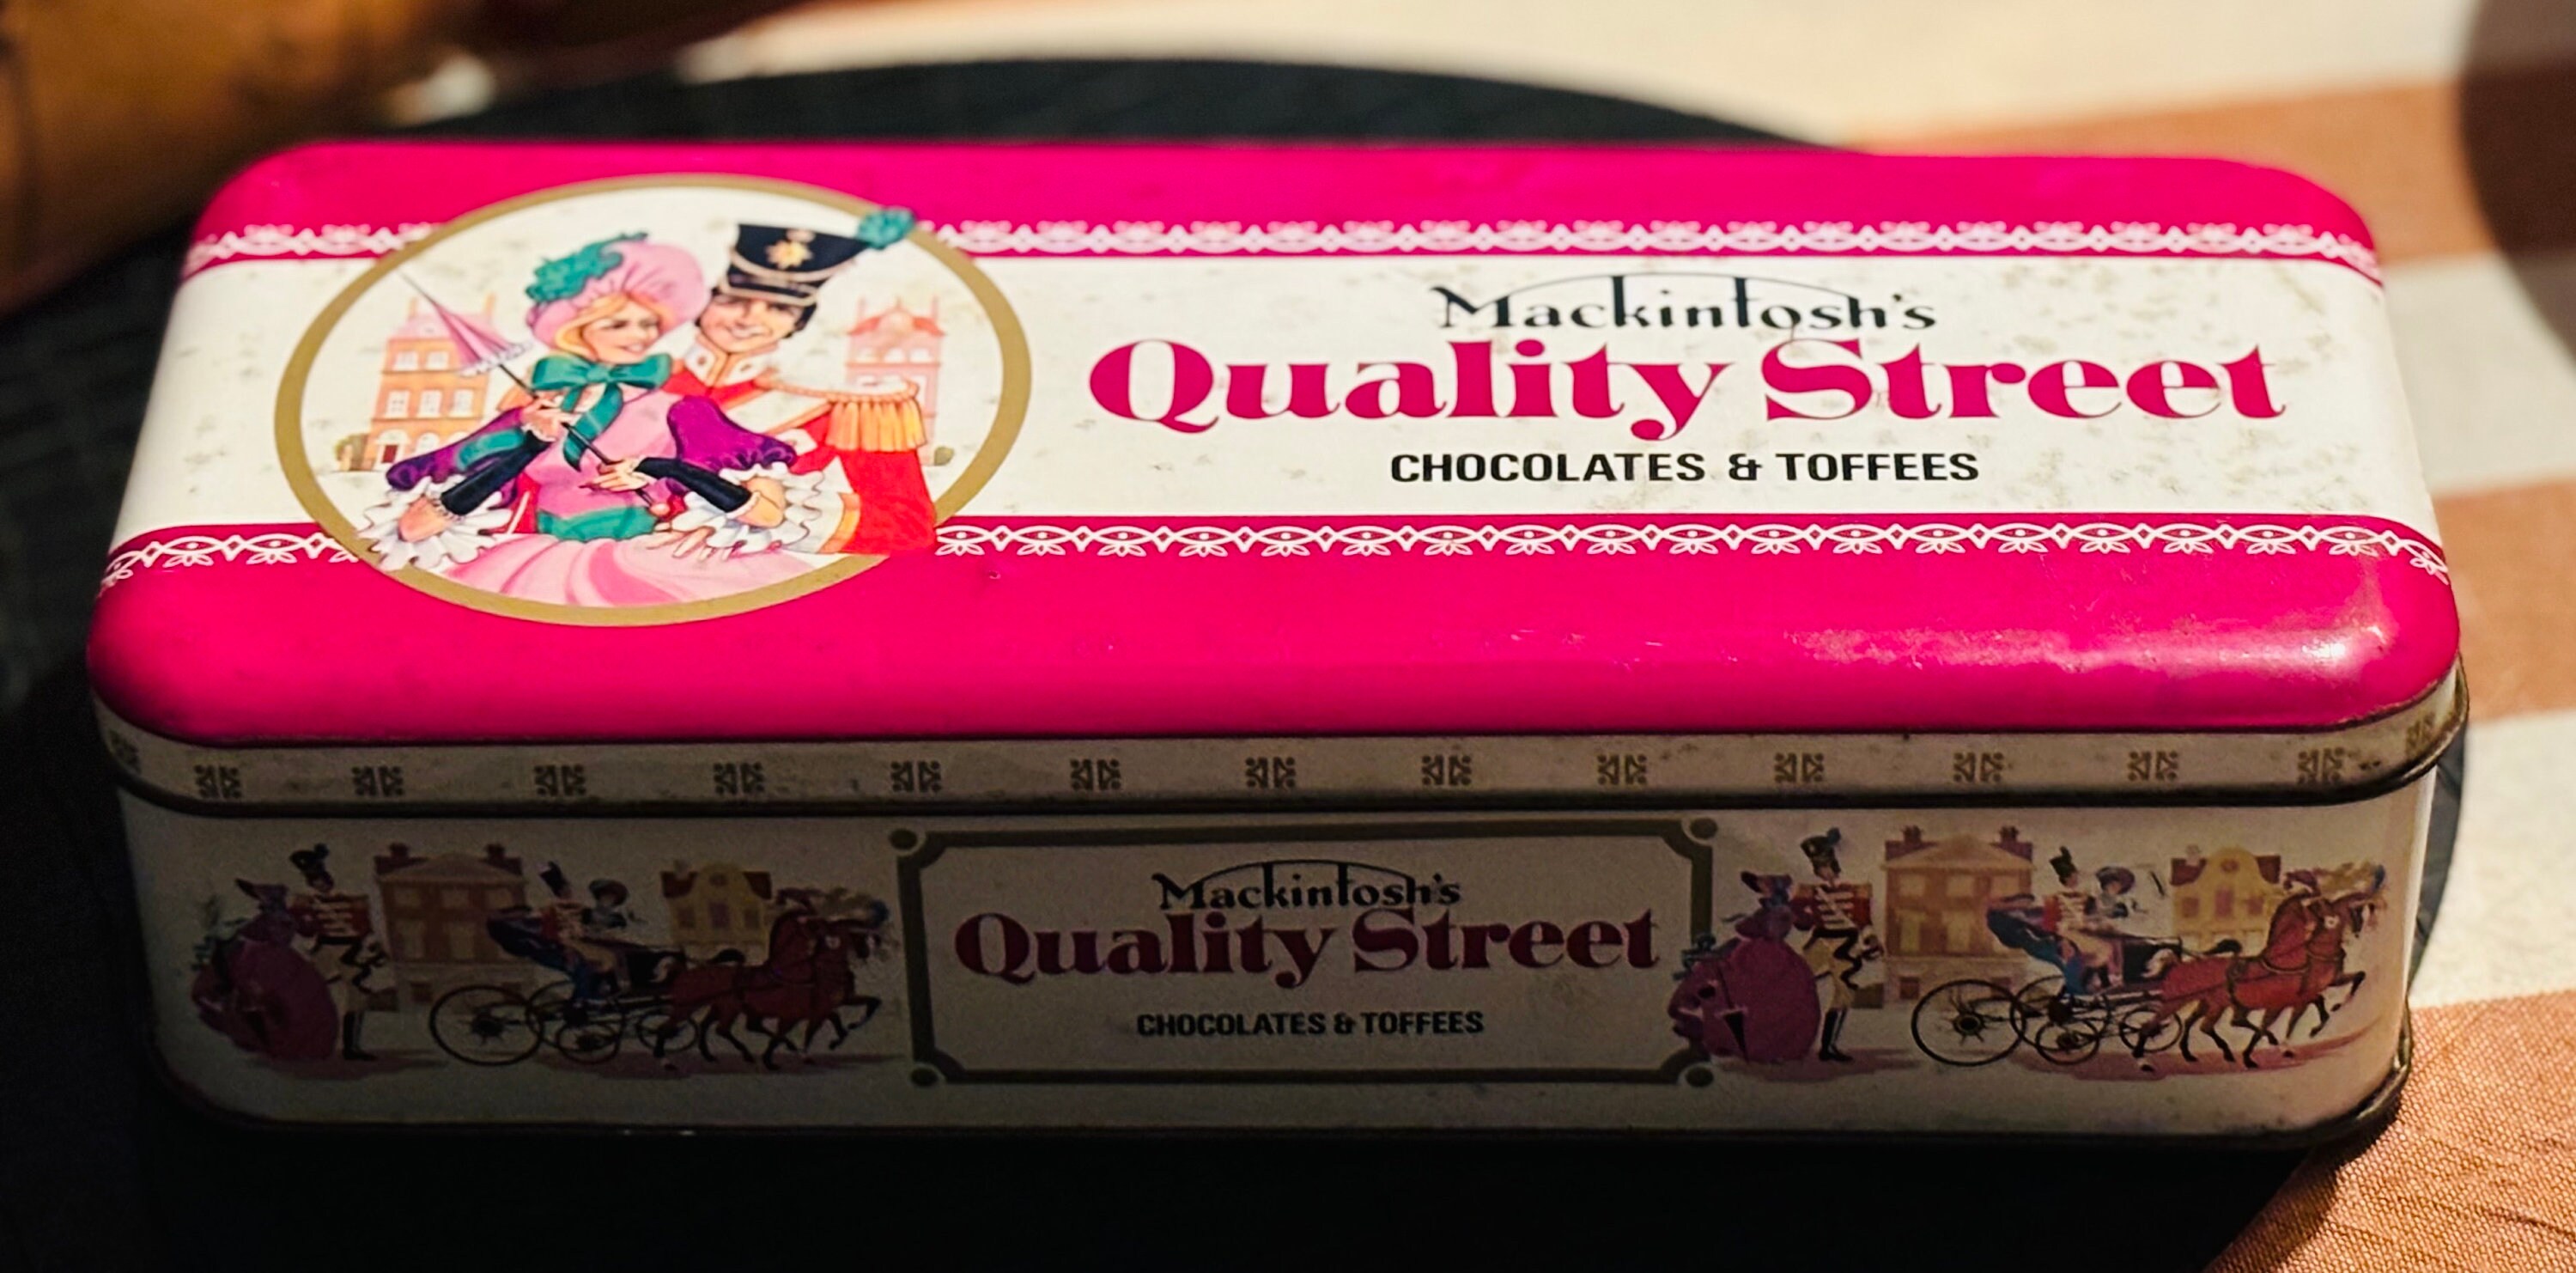 Mackintosh's
Quality Street
CHOCOLATES & TOFFEES
Mackintosh's
Quality Street
CHOCOLATES & TOFFEES